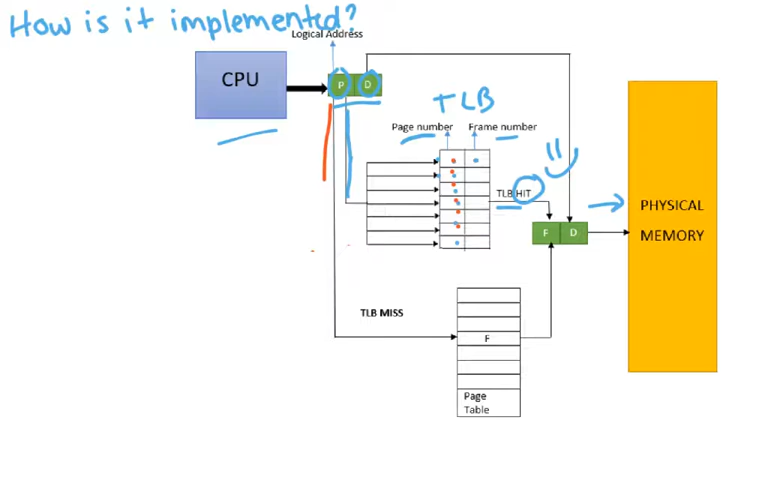 How is it implemented?
Logical Address
CPU
P D
TLB
Page number Frame number
TLB HIT
PHYSICAL
MEMORY
F D
TLB MISS
F
Page
Table